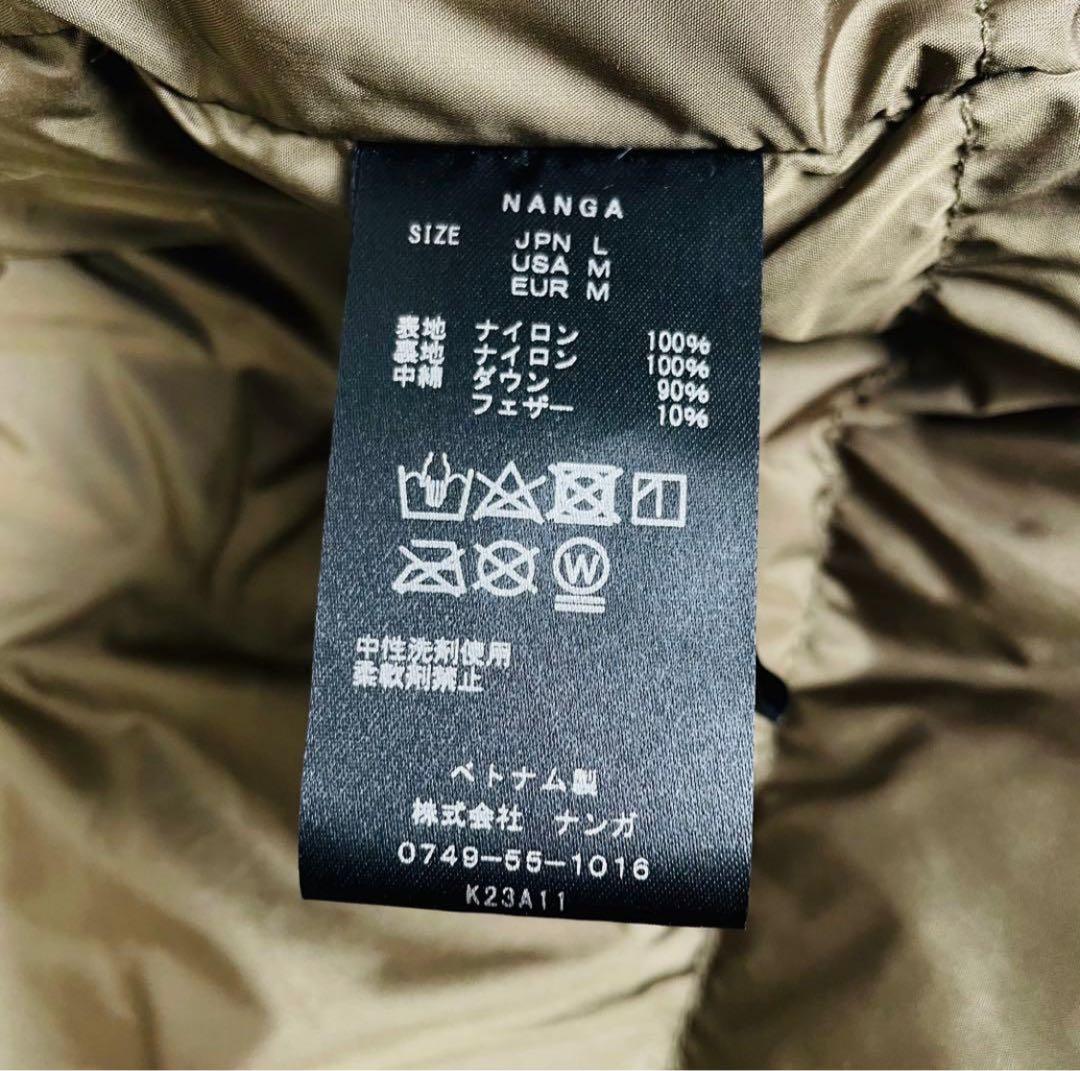 NANGA
SIZE JPN L
USA M
EUR M
表地 ナイロン 100%
裏地 ナイロン 100%
中綿 ダウン 90%
フェザー 10%
W
中性洗剤使用
柔軟剤禁止
ベトナム製
株式会社 ナンガ
0749-55-1016
K23A11